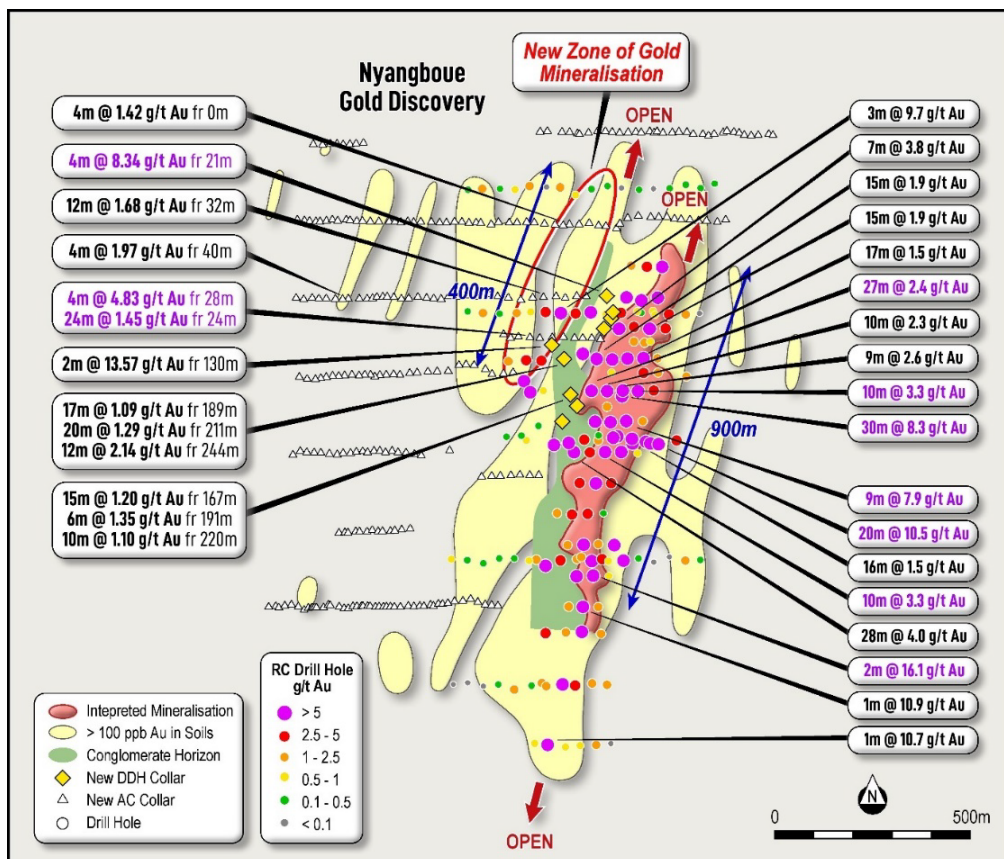 New Zone of Gold
Mineralisation
Nyangboue
Gold Discovery
OPEN
OPEN
4m @ 1.42 g/t Au fr 0m
4m @ 8.34 g/t Au fr 21m
12m @ 1.68 g/t Au fr 32m
4m @ 1.97 g/t Au fr 40m
4m @ 4.83 g/t Au fr 28m
24m @ 1.45 g/t Au fr 24m
2m @ 13.57 g/t Au fr 130m
17m @ 1.09 g/t Au fr 189m
20m @ 1.29 g/t Au fr 211m
12m @ 2.14 g/t Au fr 244m
15m @ 1.20 g/t Au fr 167m
6m @ 1.35 g/t Au fr 191m
10m @ 1.10 g/t Au fr 220m
400m
900m
3m @ 9.7 g/t Au
7m @ 3.8 g/t Au
15m @ 1.9 g/t Au
15m @ 1.9 g/t Au
17m @ 1.5 g/t Au
27m @ 2.4 g/t Au
10m @ 2.3 g/t Au
9m @ 2.6 g/t Au
10m @ 3.3 g/t Au
30m @ 8.3 g/t Au
9m @ 7.9 g/t Au
20m @ 10.5 g/t Au
16m @ 1.5 g/t Au
10m @ 3.3 g/t Au
28m @ 4.0 g/t Au
2m @ 16.1 g/t Au
1m @ 10.9 g/t Au
1m @ 10.7 g/t Au
Intepreted Mineralisation
> 100 ppb Au in Soils
Conglomerate Horizon
New DDH Collar
New AC Collar
Drill Hole
RC Drill Hole
g/t Au
> 5
2.5 - 5
1 - 2.5
0.5 - 1
0.1 - 0.5
< 0.1
OPEN
N
0
500m